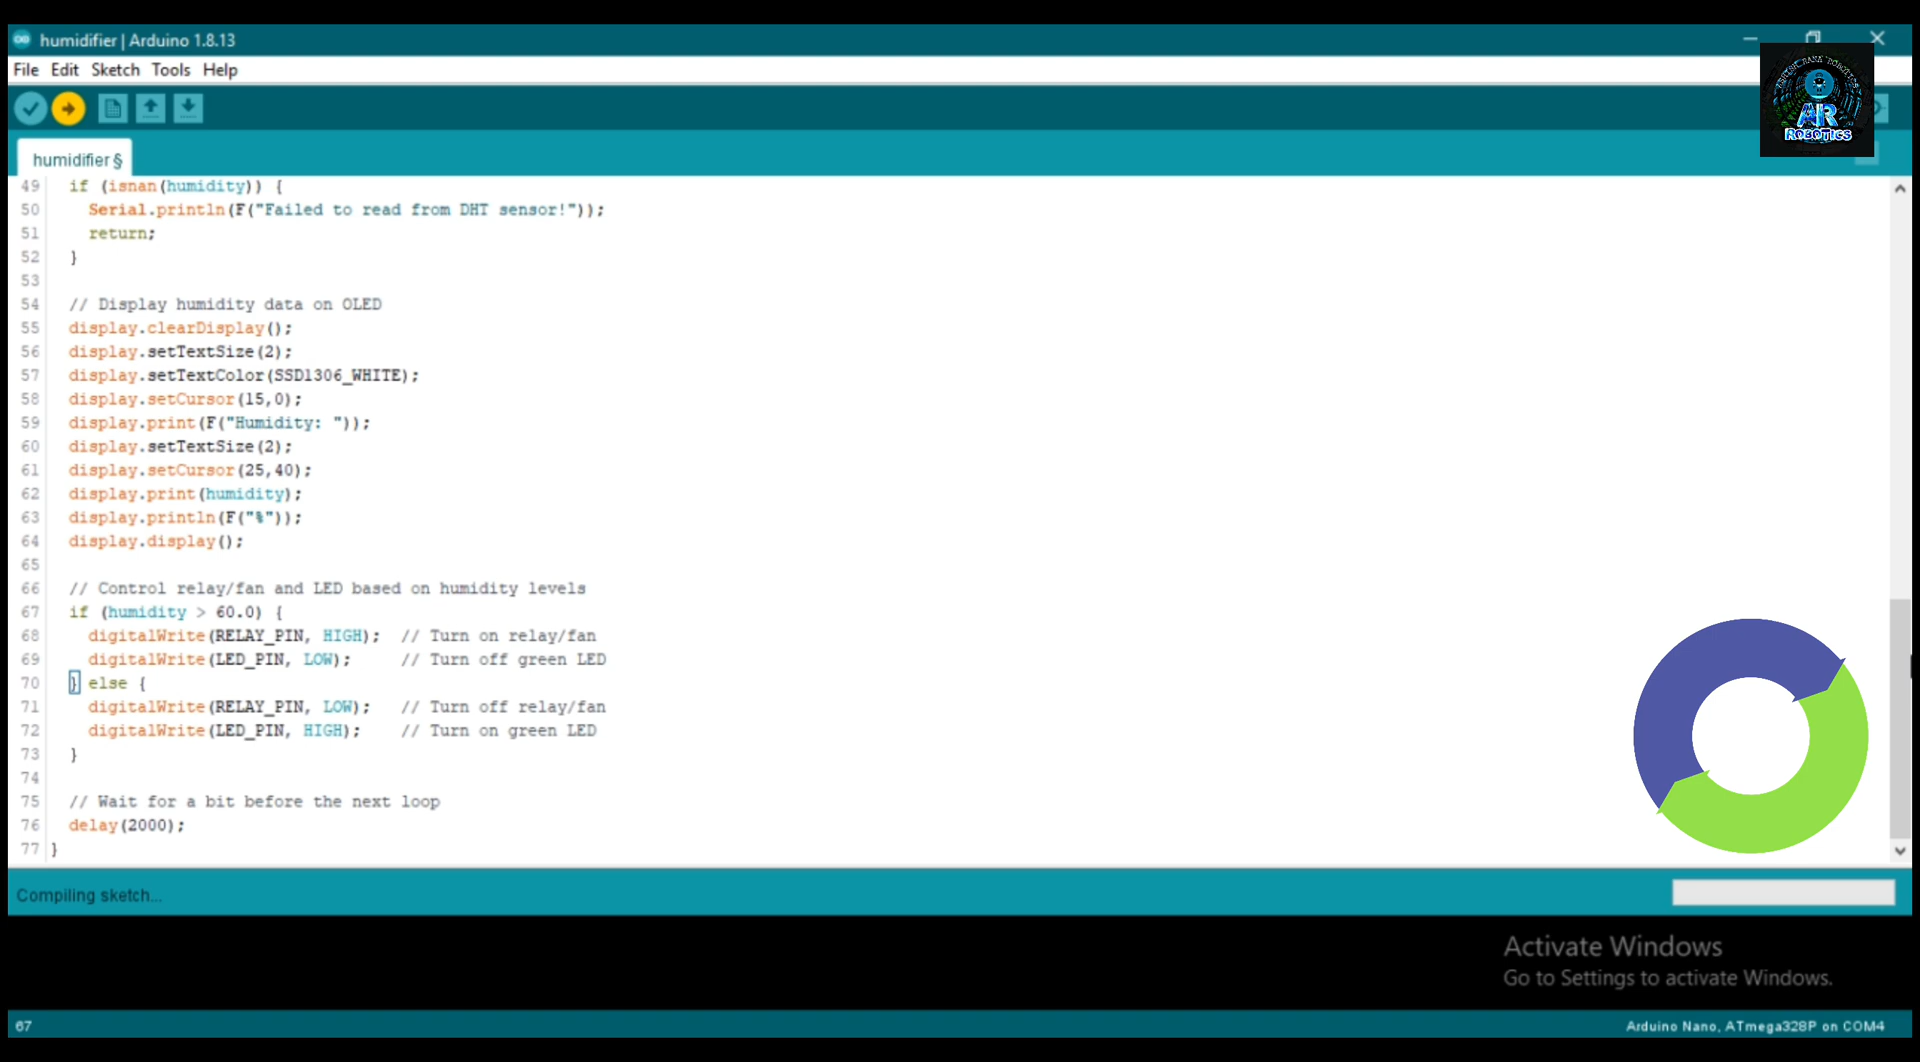 humidifier | Arduino 1.8.13
File Edit Sketch Tools Help
humidifier §
49 if (isnan(humidity)) {
50 Serial.println(F("Failed to read from DHT sensor!"));
51 return;
52 }
53
54 // Display humidity data on OLED
55 display.clearDisplay();
56 display.setTextSize(2);
57 display.setTextColor(SSD1306_WHITE);
58 display.setCursor(15,0);
59 display.print(F("Humidity: "));
60 display.setTextSize(2);
61 display.setCursor(25,40);
62 display.print(humidity);
63 display.println(F("%"));
64 display.display();
65
66 // Control relay/fan and LED based on humidity levels
67 if (humidity > 60.0) {
68 digitalWrite(RELAY_PIN, HIGH); // Turn on relay/fan
69 digitalWrite(LED_PIN, LOW); // Turn off green LED
70 } else {
71 digitalWrite(RELAY_PIN, LOW); // Turn off relay/fan
72 digitalWrite(LED_PIN, HIGH); // Turn on green LED
73 }
74
75 // Wait for a bit before the next loop
76 delay(2000);
77 }
AR
ROBOTICS
Compiling sketch...
Activate Windows
Go to Settings to activate Windows.
67
Arduino Nano, ATmega328P on COM4